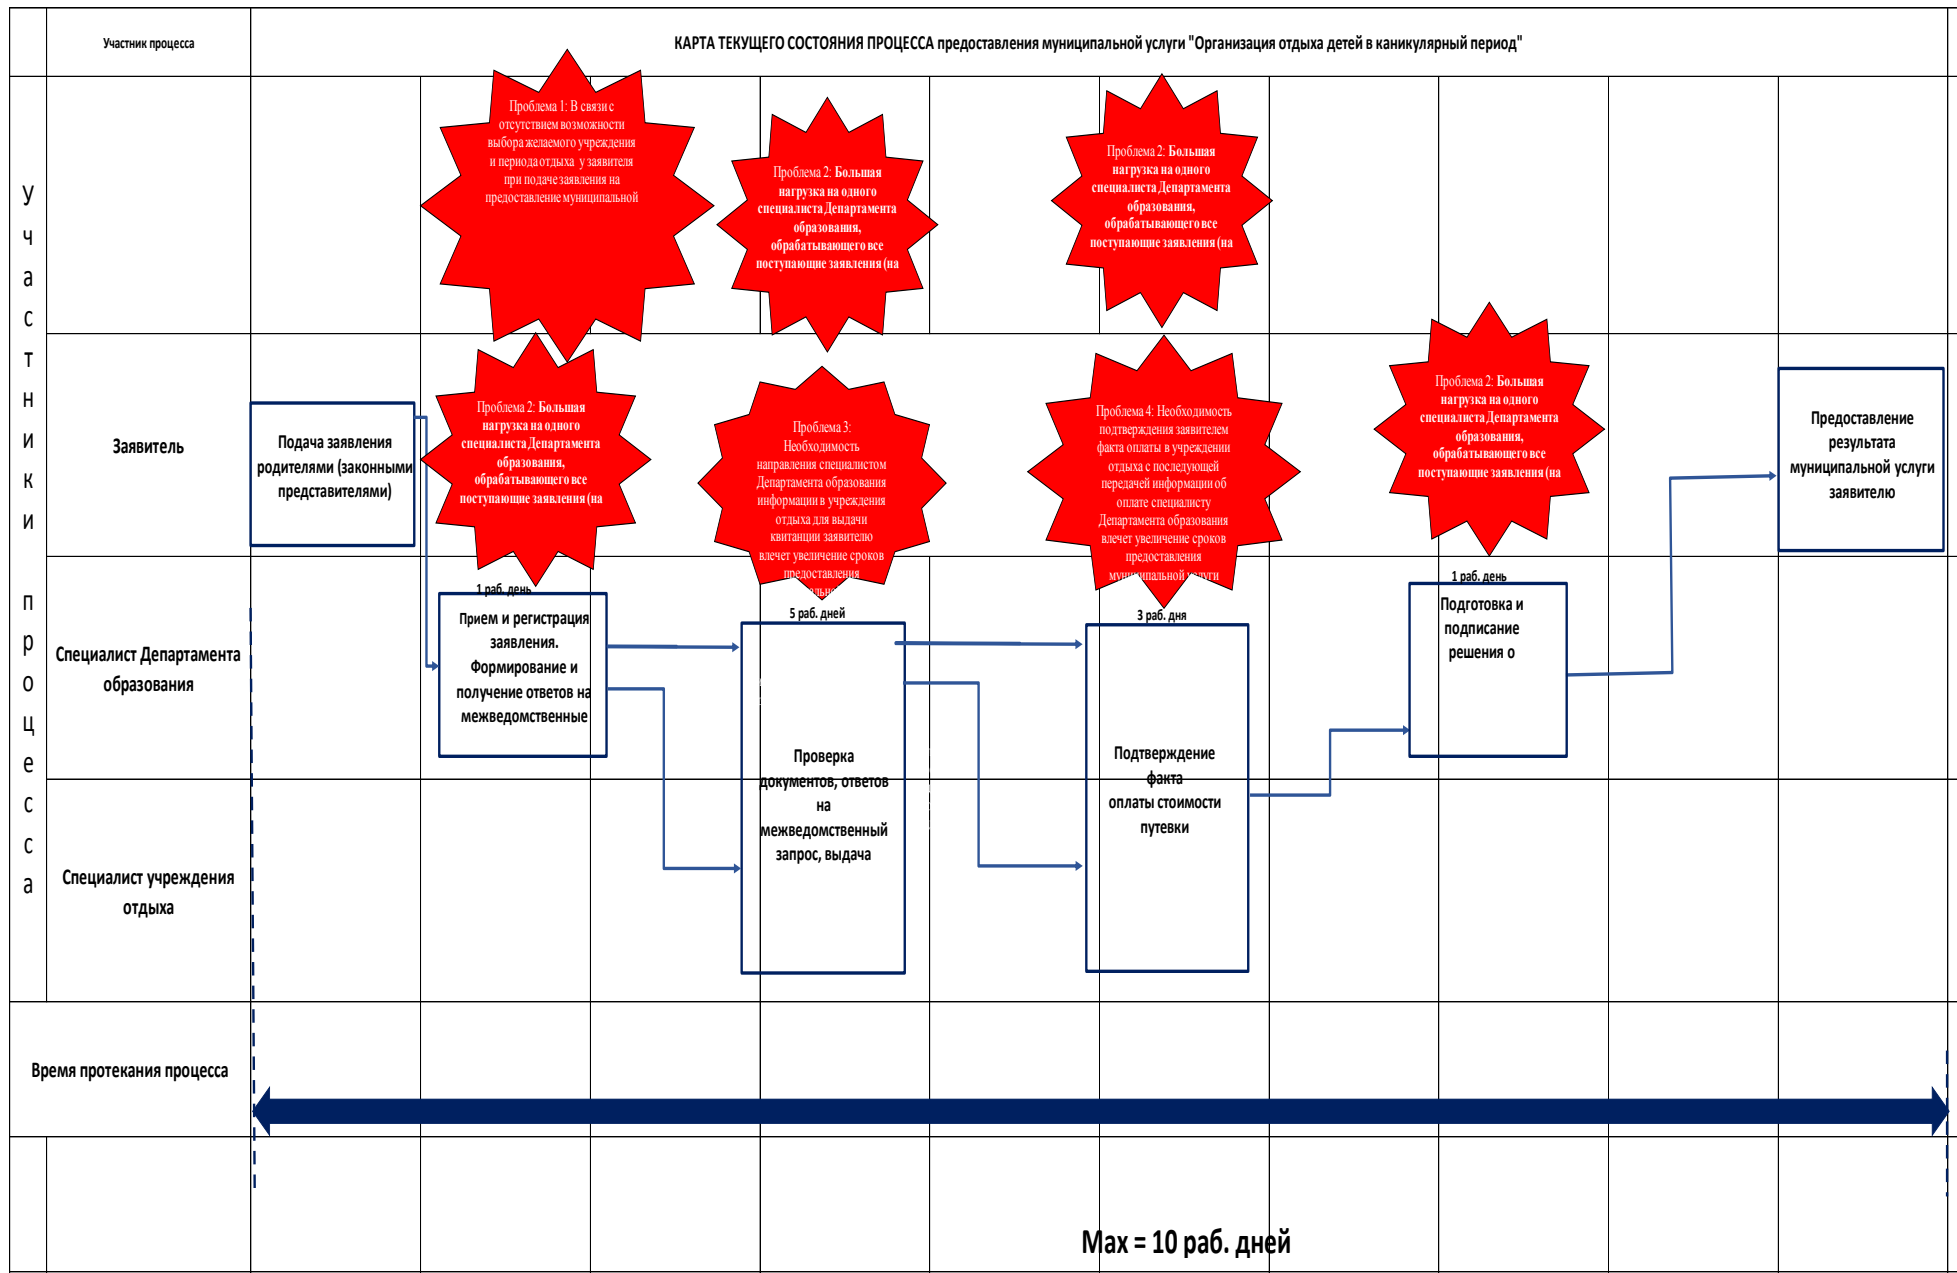 Участник процесса
КАРТА ТЕКУЩЕГО СОСТОЯНИЯ ПРОЦЕССА предоставления муниципальной услуги "Организация отдыха детей в каникулярный период"
Участники процесса
Проблема 1: В связи с
отсутствием возможности
выбора желаемого учреждения
и периода отдыха у заявителя
при подаче заявления на
предоставление муниципальной
Проблема 2: Большая
нагрузка на одного
специалиста Департамента
образования,
обрабатывающего все
поступающие заявления (на
Проблема 2: Большая
нагрузка на одного
специалиста Департамента
образования,
обрабатывающего все
поступающие заявления (на
Заявитель
Подача заявления
родителями (законными
представителями)
Проблема 2: Большая
нагрузка на одного
специалиста Департамента
образования,
обрабатывающего все
поступающие заявления (на
Проблема 3:
Необходимость
направления специалистом
Департамента образования
информации в учреждения
отдыха для выдачи
квитанции заявителю
влечет увеличение сроков
предоставления
Проблема 4: Необходимость
подтверждения заявителем
факта оплаты в учреждении
отдыха с последующей
передачей информации об
оплате специалисту
Департамента образования
влечет увеличение сроков
предоставления
муниципальной услуги
Проблема 2: Большая
нагрузка на одного
специалиста Департамента
образования,
обрабатывающего все
поступающие заявления (на
Предоставление
результата
муниципальной услуги
заявителю
Специалист Департамента
образования
1 раб. день
Прием и регистрация
заявления.
Формирование и
получение ответов на
межведомственные
5 раб. дней
Проверка
документов, ответов
на
межведомственный
запрос, выдача
3 раб. дня
Подтверждение
факта
оплаты стоимости
путевки
1 раб. день
Подготовка и
подписание
решения о
Специалист учреждения
отдыха
Время протекания процесса
Max = 10 раб. дней